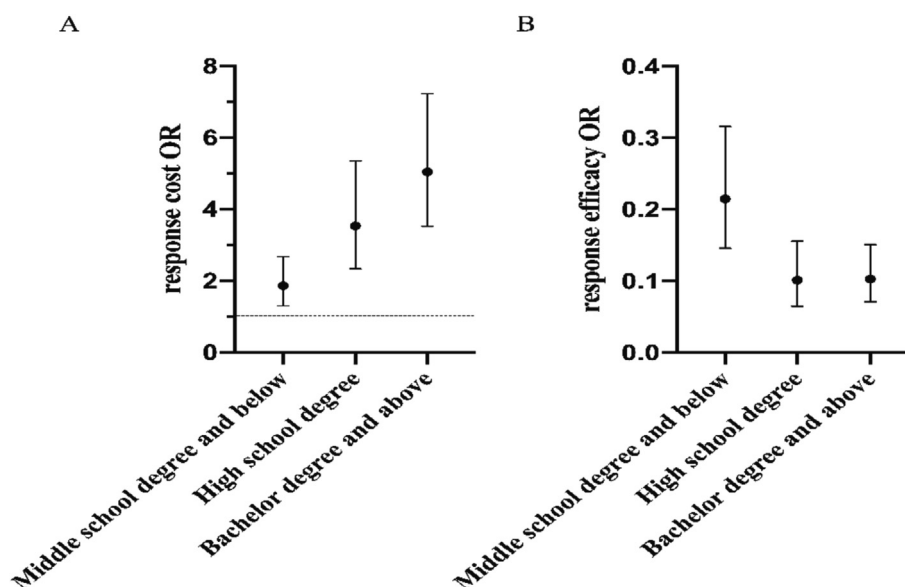 A
response cost OR
8
6
4
2
0
Middle school degree and below
High school degree
Bachelor degree and above
B
response efficacy OR
0.4
0.3
0.2
0.1
0.0
Middle school degree and below
High school degree
Bachelor degree and above